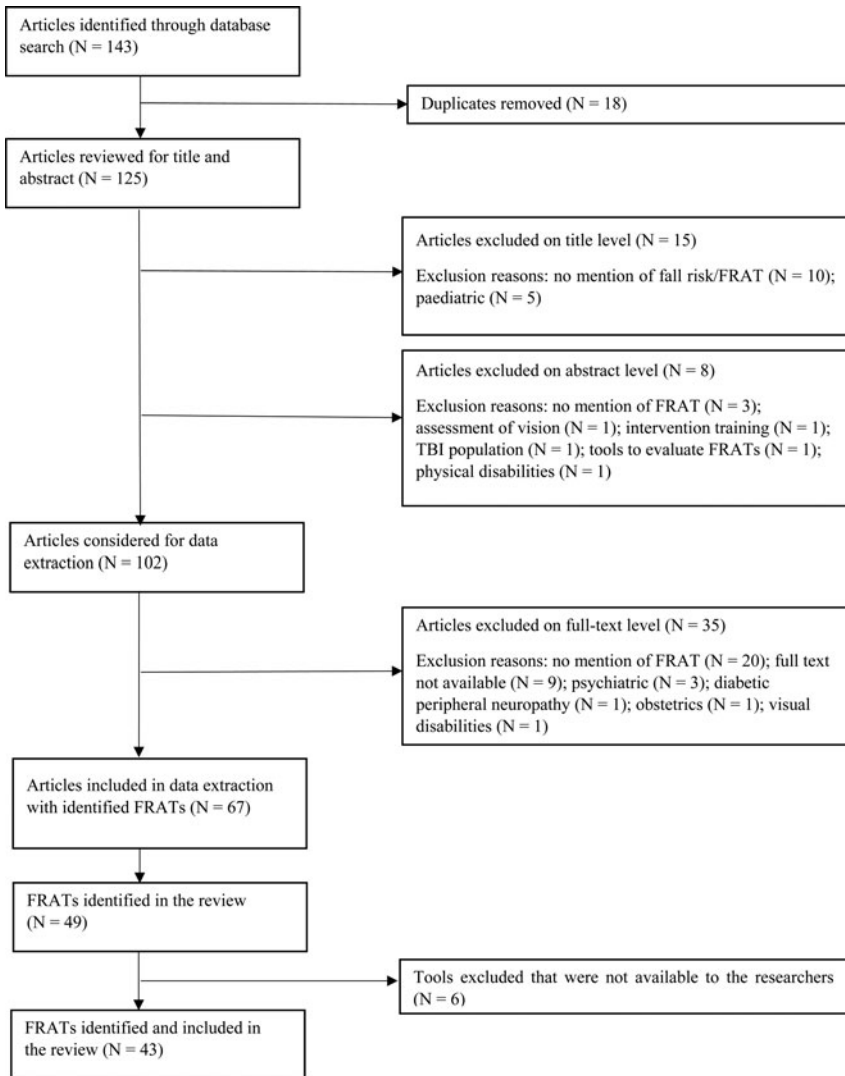 Articles identified through database
search (N = 143)
Duplicates removed (N = 18)
Articles reviewed for title and
abstract (N = 125)
Articles excluded on title level (N = 15)
Exclusion reasons: no mention of fall risk/FRAT (N = 10);
paediatric (N = 5)
Articles excluded on abstract level (N = 8)
Exclusion reasons: no mention of FRAT (N = 3);
assessment of vision (N = 1); intervention training (N = 1);
TBI population (N = 1); tools to evaluate FRATs (N = 1);
physical disabilities (N = 1)
Articles considered for data
extraction (N = 102)
Articles excluded on full-text level (N = 35)
Exclusion reasons: no mention of FRAT (N = 20); full text
not available (N = 9); psychiatric (N = 3); diabetic
peripheral neuropathy (N = 1); obstetrics (N = 1); visual
disabilities (N = 1)
Articles included in data extraction
with identified FRATs (N = 67)
FRATs identified in the review
(N = 49)
Tools excluded that were not available to the researchers
(N = 6)
FRATs identified and included in
the review (N = 43)